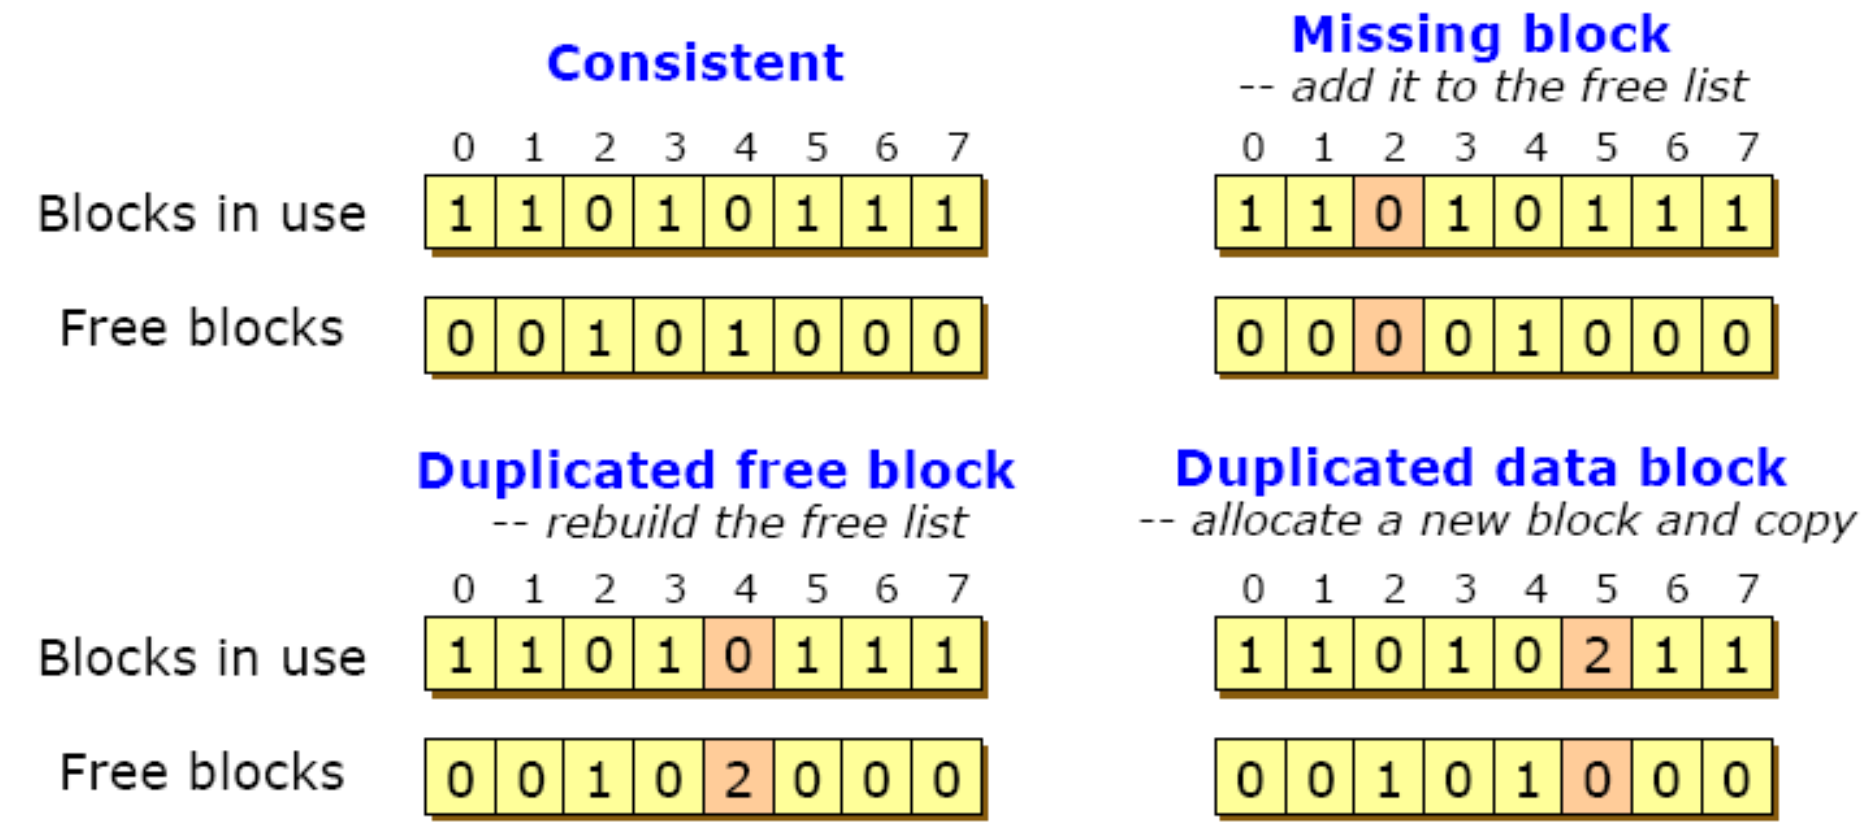 Consistent
Missing block
-- add it to the free list
0 1 2 3 4 5 6 7
0 1 2 3 4 5 6 7
Blocks in use
1 1 0 1 0 1 1 1
1 1 0 1 0 1 1 1
Free blocks
0 0 1 0 1 0 0 0
0 0 0 0 1 0 0 0
Duplicated free block
-- rebuild the free list
Duplicated data block
-- allocate a new block and copy
0 1 2 3 4 5 6 7
0 1 2 3 4 5 6 7
Blocks in use
1 1 0 1 0 1 1 1
1 1 0 1 0 2 1 1
Free blocks
0 0 1 0 2 0 0 0
0 0 1 0 1 0 0 0